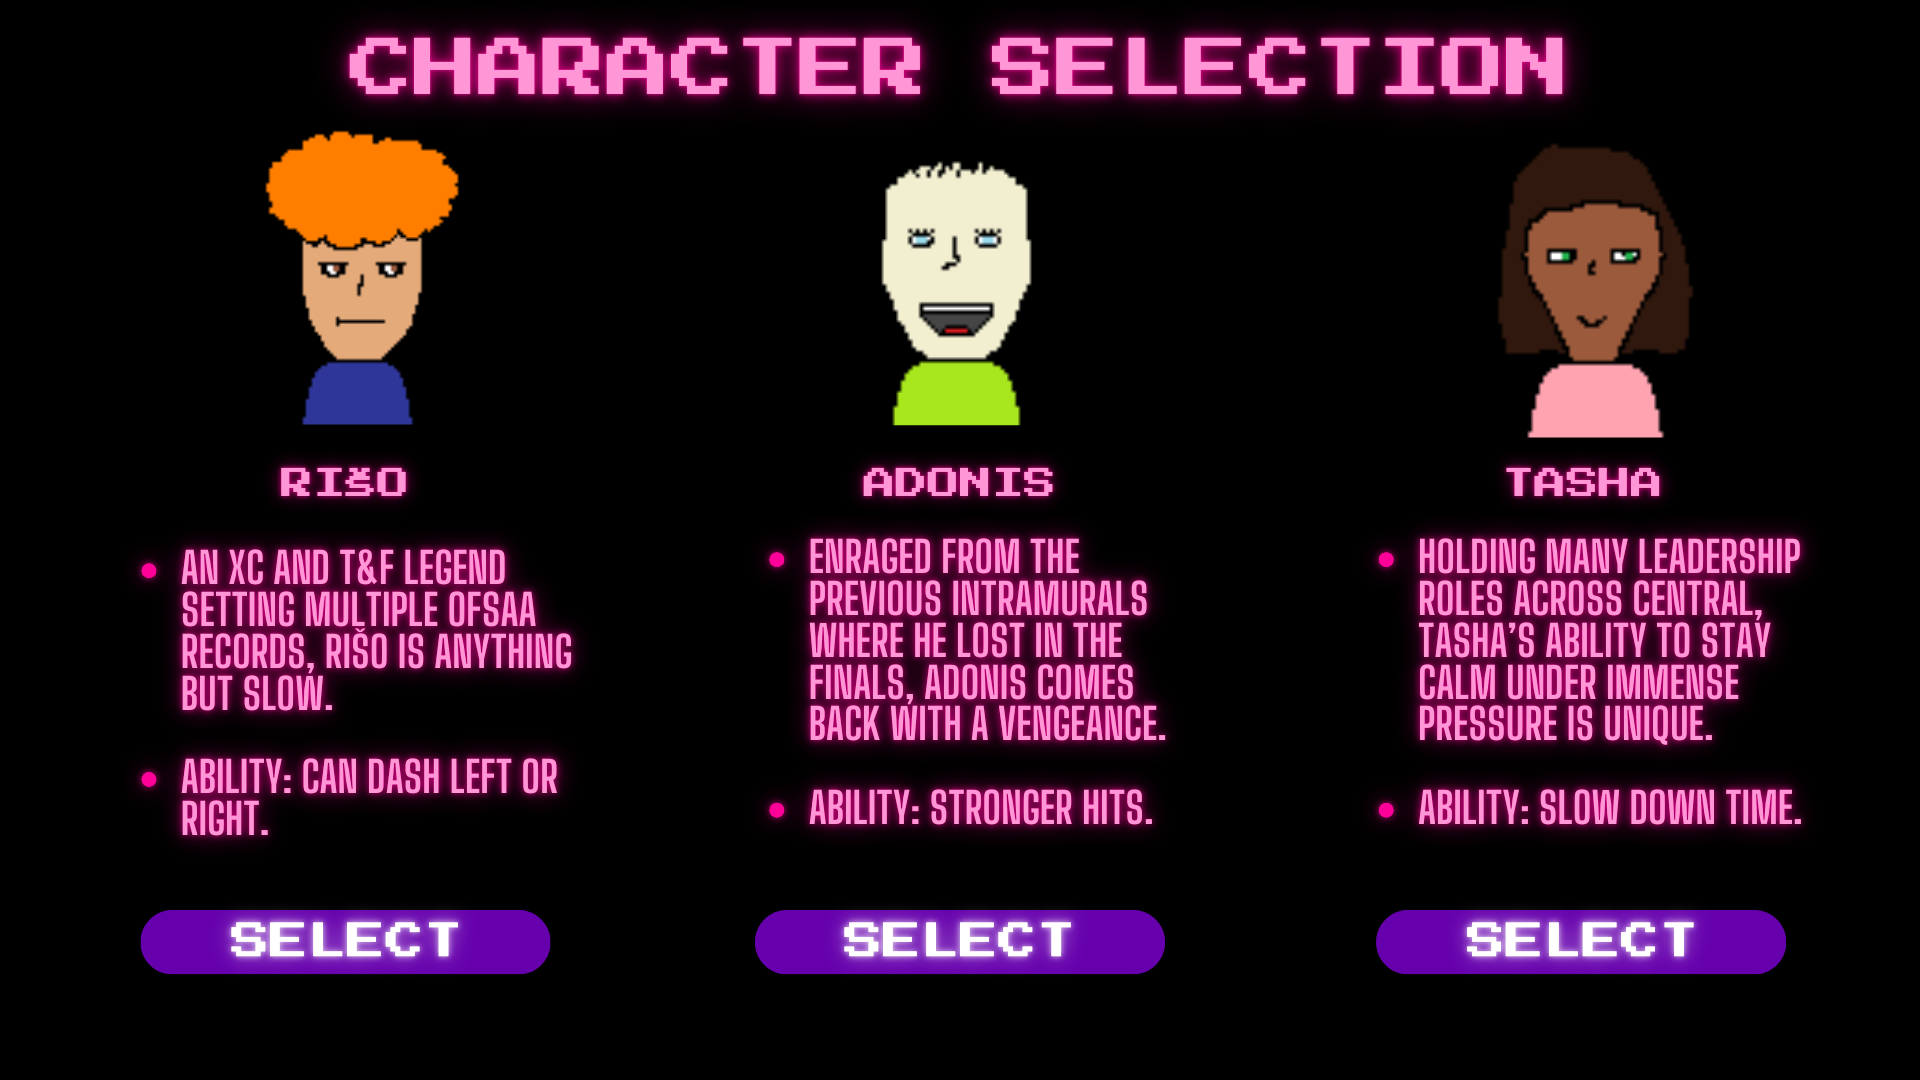 CHARACTER SELECTION
RIŠO
• AN XC AND T&F LEGEND
SETTING MULTIPLE OFSAA
RECORDS, RIŠO IS ANYTHING
BUT SLOW.
• ABILITY: CAN DASH LEFT OR
RIGHT.
SELECT
ADONIS
• ENRAGED FROM THE
PREVIOUS INTRAMURALS
WHERE HE LOST IN THE
FINALS, ADONIS COMES
BACK WITH A VENGEANCE.
• ABILITY: STRONGER HITS.
SELECT
TASHA
• HOLDING MANY LEADERSHIP
ROLES ACROSS CENTRAL,
TASHA’S ABILITY TO STAY
CALM UNDER IMMENSE
PRESSURE IS UNIQUE.
• ABILITY: SLOW DOWN TIME.
SELECT